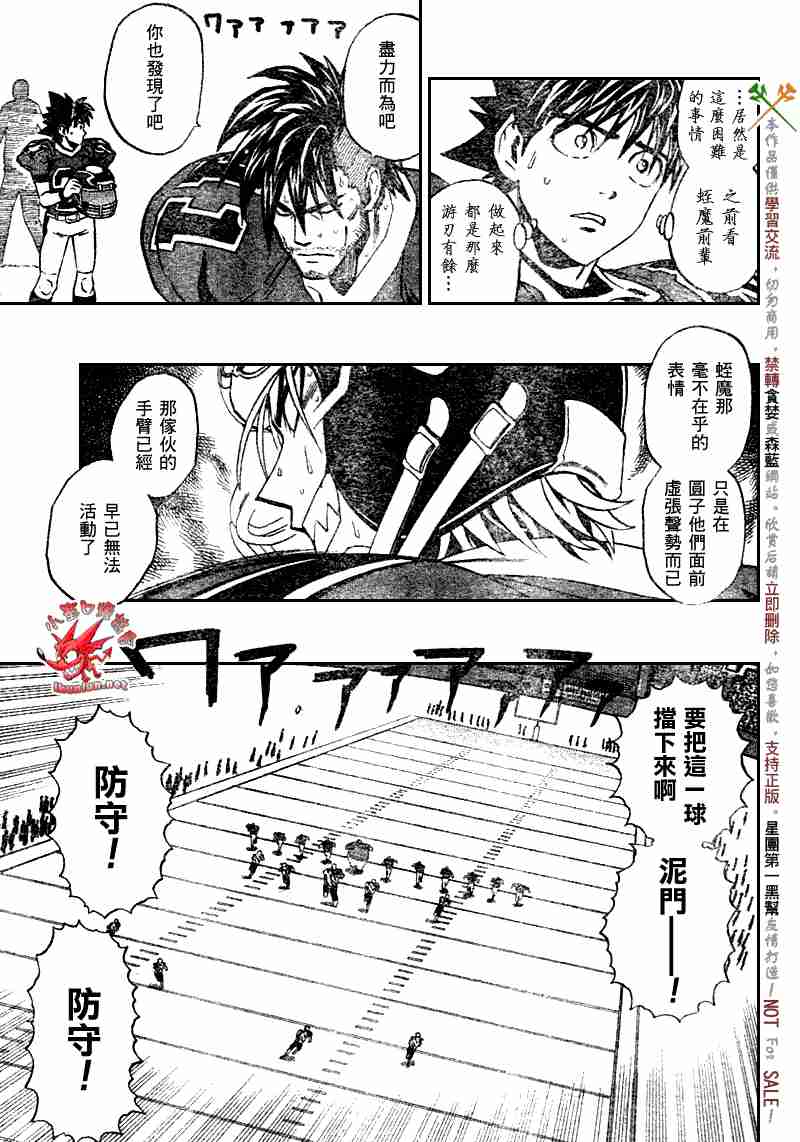 …居然是
這麼困難
的事情
之前看
蛭魔前輩
做起來
都是那麼
游刃有餘…
ワァァァァァ
盡力而為吧
你也發現了吧
蛭魔那
毫不在乎的
表情
只是在
圓子他們面前
虛張聲勢而已
那傢伙的
手臂已經
早已無法
活動了
ワァァァァァァ
要把這一球
擋下來啊
泥門——！
防守！
防守！
本作品僅供學習交流，切勿商用，禁轉貪婪或森藍網站。欣賞后請立即刪除，如您喜歡，支持正版。星團第一黑幫友情打造！NOT For SALE！